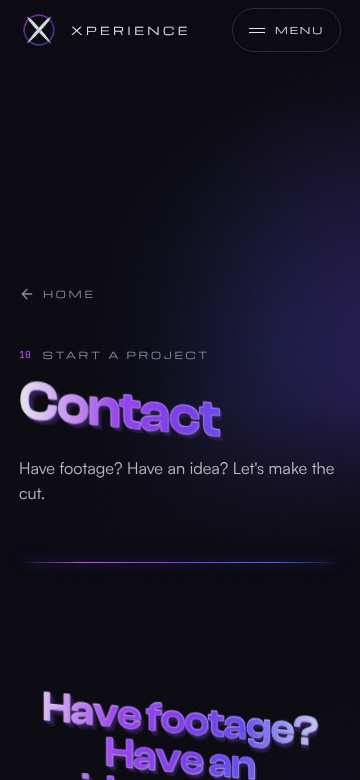 XPERIENCE
MENU
← HOME
10 START A PROJECT
Contact
Have footage? Have an idea? Let's make the
cut.
Have footage?
Have an